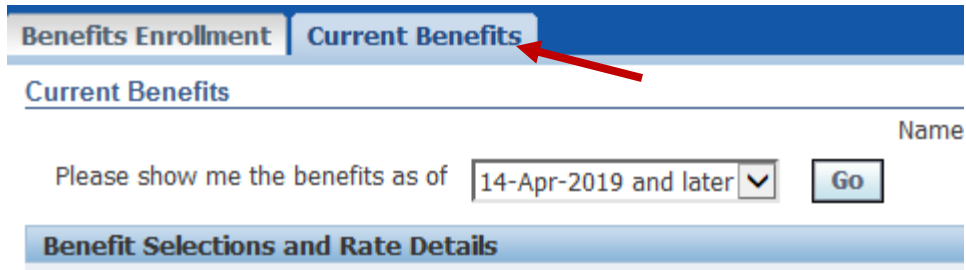 Benefits Enrollment Current Benefits
Current Benefits
Name
Please show me the benefits as of 14-Apr-2019 and later Go
Benefit Selections and Rate Details